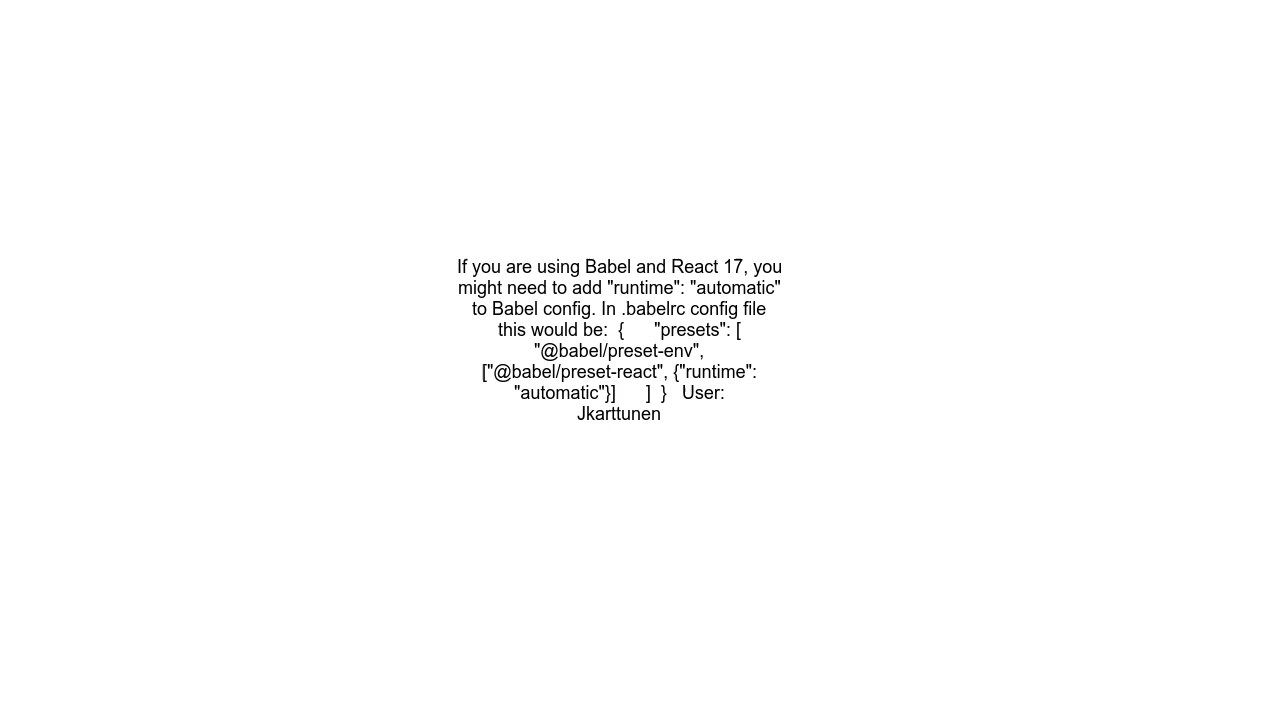 If you are using Babel and React 17, you
might need to add "runtime": "automatic"
to Babel config. In .babelrc config file
this would be:  {      "presets": [
"@babel/preset-env",
["@babel/preset-react", {"runtime":
"automatic"}]      ]  }   User:
Jkarttunen